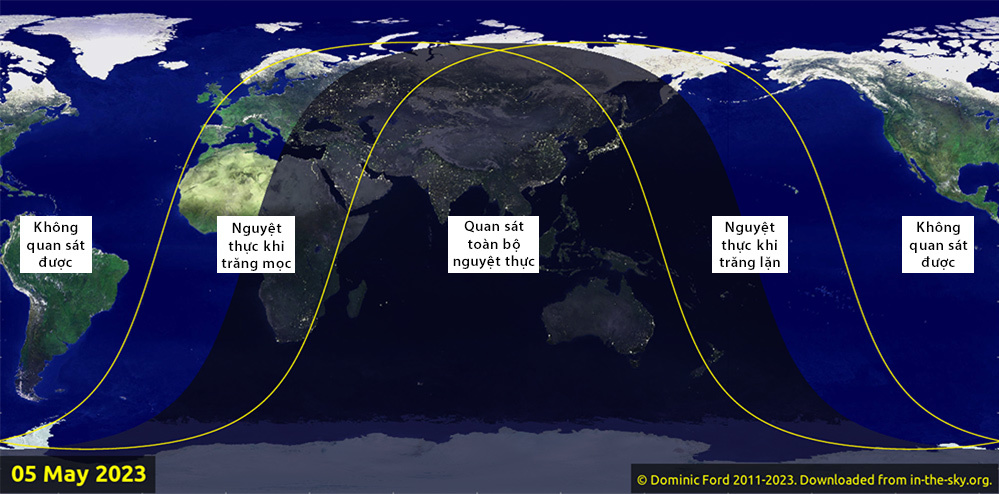 Không
quan sát
được
Nguyệt
thực khi
trăng mọc
Quan sát
toàn bộ
nguyệt thực
Nguyệt
thực khi
trăng lặn
Không
quan sát
được
05 May 2023
© Dominic Ford 2011-2023. Downloaded from in-the-sky.org.